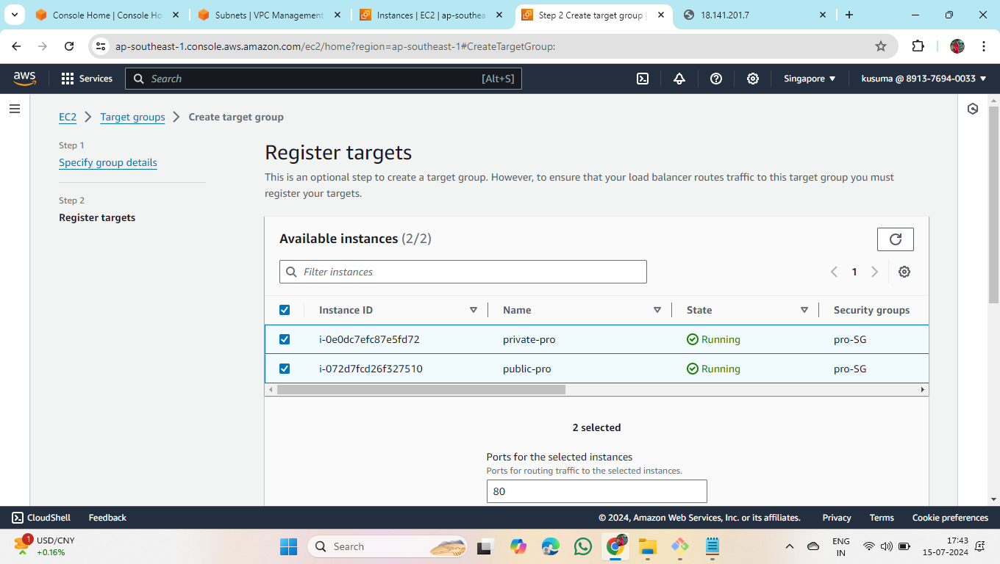 Console Home | Console Ho
Subnets | VPC Management
Instances | EC2 | ap-southea
Step 2 Create target group |
18.141.201.7
ap-southeast-1.console.aws.amazon.com/ec2/home?region=ap-southeast-1#CreateTargetGroup:
aws
Services
Search
[Alt+S]
Singapore
kusuma @ 8913-7694-0033
EC2
Target groups
Create target group
Step 1
Specify group details
Step 2
Register targets
Register targets
This is an optional step to create a target group. However, to ensure that your load balancer routes traffic to this target group you must
register your targets.
Available instances (2/2)
Filter instances
1
Instance ID
Name
State
Security groups
i-0e0dc7efc87e5fd72
private-pro
Running
pro-SG
i-072d7fcd26f327510
public-pro
Running
pro-SG
2 selected
Ports for the selected instances
Ports for routing traffic to the selected instances.
80
CloudShell
Feedback
© 2024, Amazon Web Services, Inc. or its affiliates.
Privacy
Terms
Cookie preferences
1
USD/CNY
+0.16%
Search
ENG
IN
17:43
15-07-2024